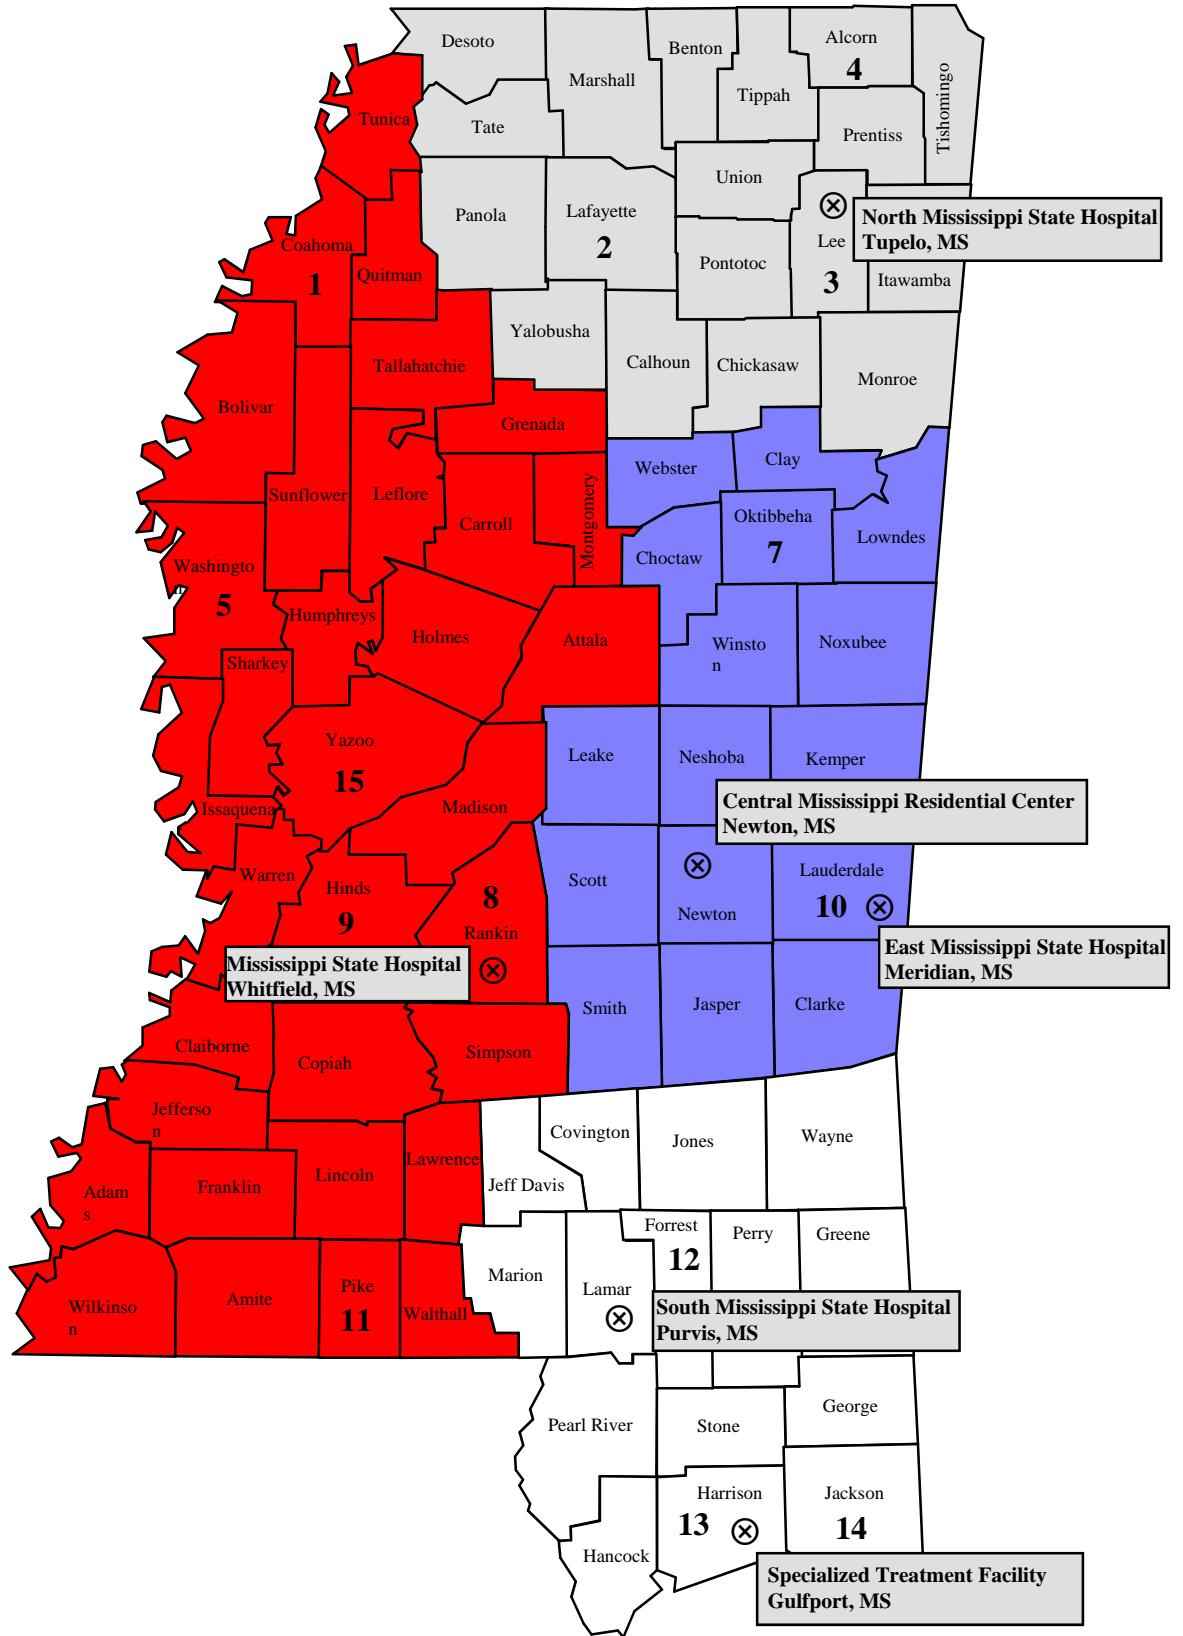 Desoto
Marshall
Benton
Tippah
Alcorn
4
Tishomingo
Tunica
Tate
Prentiss
Union
Panola
Lafayette
2
North Mississippi State Hospital
Tupelo, MS
Coahoma
1
Quitman
Pontotoc
Lee
3
Itawamba
Yalobusha
Tallahatchie
Calhoun
Chickasaw
Monroe
Bolivar
Grenada
Webster
Clay
Sunflower
Leflore
Carroll
Montgomery
Oktibbeha
7
Lowndes
Choctaw
Washingto
n
5
Humphreys
Holmes
Attala
Winsto
n
Noxubee
Sharkey
Yazoo
15
Leake
Neshoba
Kemper
Issaquena
Madison
Central Mississippi Residential Center
Newton, MS
Warren
Hinds
9
8
Rankin
Scott
Newton
Lauderdale
10
Mississippi State Hospital
Whitfield, MS
East Mississippi State Hospital
Meridian, MS
Smith
Jasper
Clarke
Claiborne
Copiah
Simpson
Jefferso
n
Covington
Jones
Wayne
Lawrence
Lincoln
Franklin
Adam
s
Jeff Davis
Forrest
12
Perry
Greene
Marion
Lamar
Wilkinso
n
Amite
Pike
11
Walthall
South Mississippi State Hospital
Purvis, MS
Pearl River
Stone
George
Harrison
13
Jackson
14
Hancock
Specialized Treatment Facility
Gulfport, MS